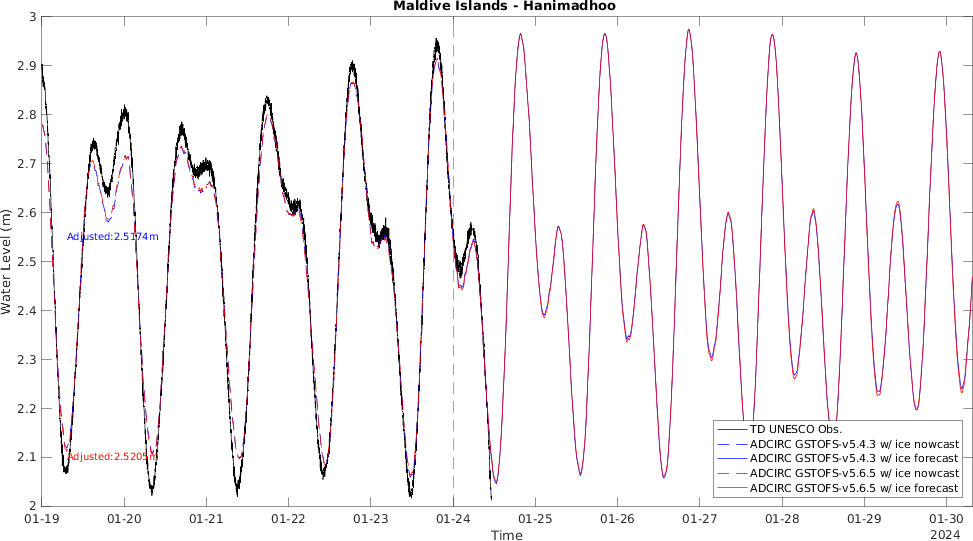 Maldive Islands - Hanimadhoo
3
2.9
2.8
2.7
2.6
2.5
2.4
2.3
2.2
2.1
2
Water Level (m)
Adjusted:2.5174m
Adjusted:2.5205m
TD UNESCO Obs.
ADCIRC GSTOFS-v5.4.3 w/ ice nowcast
ADCIRC GSTOFS-v5.4.3 w/ ice forecast
ADCIRC GSTOFS-v5.6.5 w/ ice nowcast
ADCIRC GSTOFS-v5.6.5 w/ ice forecast
01-19 01-20 01-21 01-22 01-23 01-24 01-25 01-26 01-27 01-28 01-29 01-30
Time
2024